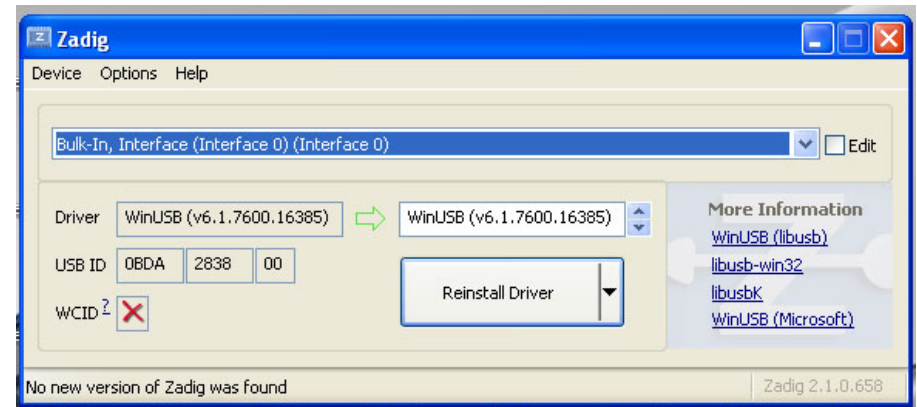 Zadig
Device Options Help
Bulk-In, Interface (Interface 0) (Interface 0)
Edit
Driver WinUSB (v6.1.7600.16385) WinUSB (v6.1.7600.16385)
USB ID 0BDA 2838 00
WCID ?
Reinstall Driver
More Information
WinUSB (libusb)
libusb-win32
libusbK
WinUSB (Microsoft)
No new version of Zadig was found
Zadig 2.1.0.658